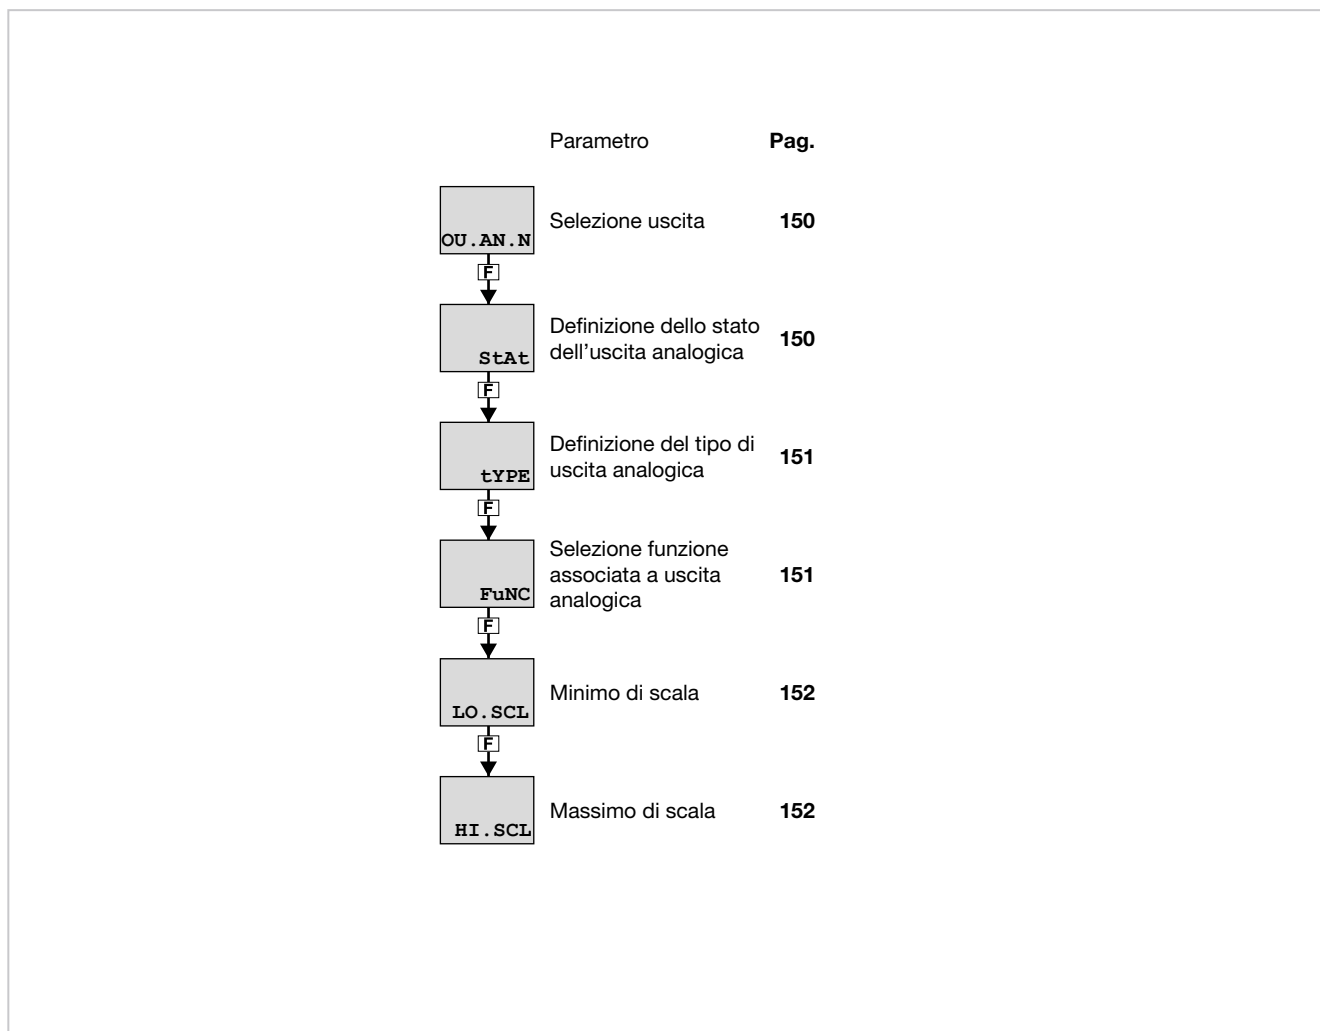 Parametro Pag.
OU.AN.N Selezione uscita 150
F
StAt Definizione dello stato
dell'uscita analogica 150
F
tYPE Definizione del tipo di
uscita analogica 151
F
FuNC Selezione funzione
associata a uscita 151
analogica
F
LO.SCL Minimo di scala 152
F
HI.SCL Massimo di scala 152